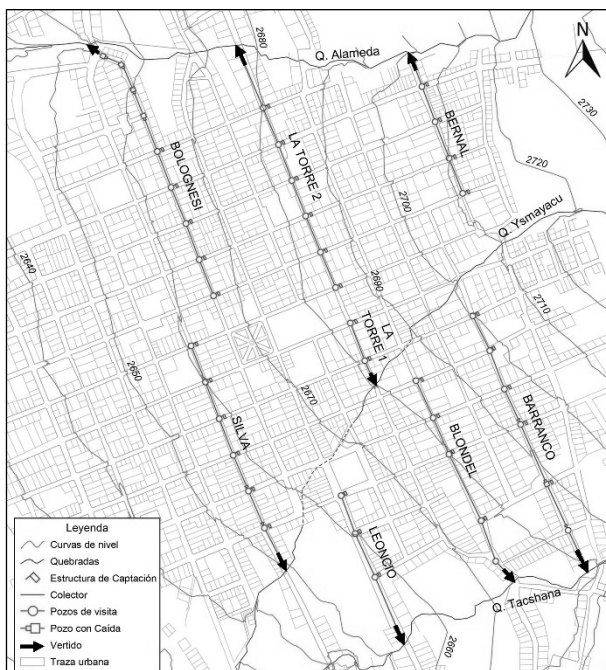 2680
Q. Alameda
N
2730
BERNAL
BOLOGNESI
LA TORRE 2
2720
2700
Q. Ysmayacu
2640
2690
2710
LA
TORRE 1
2650
2670
BARRANCO
SILVA
BLONDEL
LEONCIO
Leyenda
Curvas de nivel
Quebradas
Estructura de Captación
Colector
Pozos de visita
Pozo con Caída
Vertido
Traza urbana
Q. Tacshana
2660